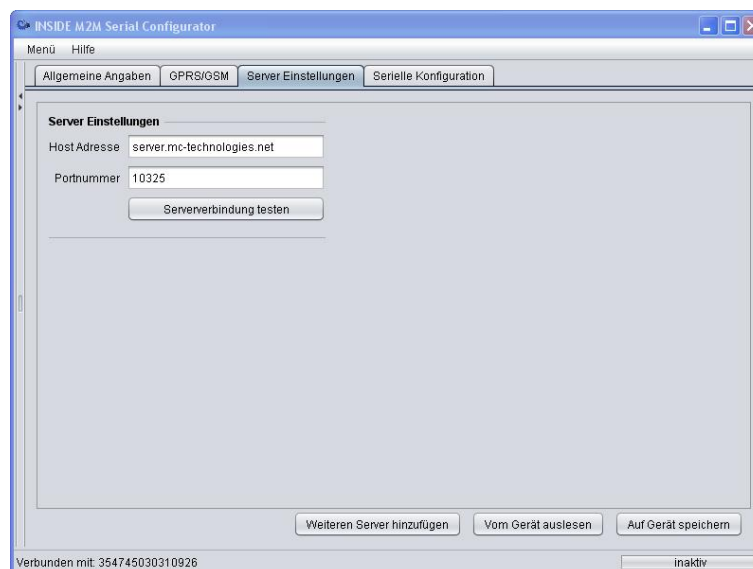 INSIDE M2M Serial Configurator
Menü Hilfe
Allgemeine Angaben GPRS/GSM Server Einstellungen Serielle Konfiguration
Server Einstellungen
Host Adresse server.mc-technologies.net
Portnummer 10325
Serververbindung testen
Weiteren Server hinzufügen Vom Gerät auslesen Auf Gerät speichern
Verbunden mit: 354745030310926 inaktiv